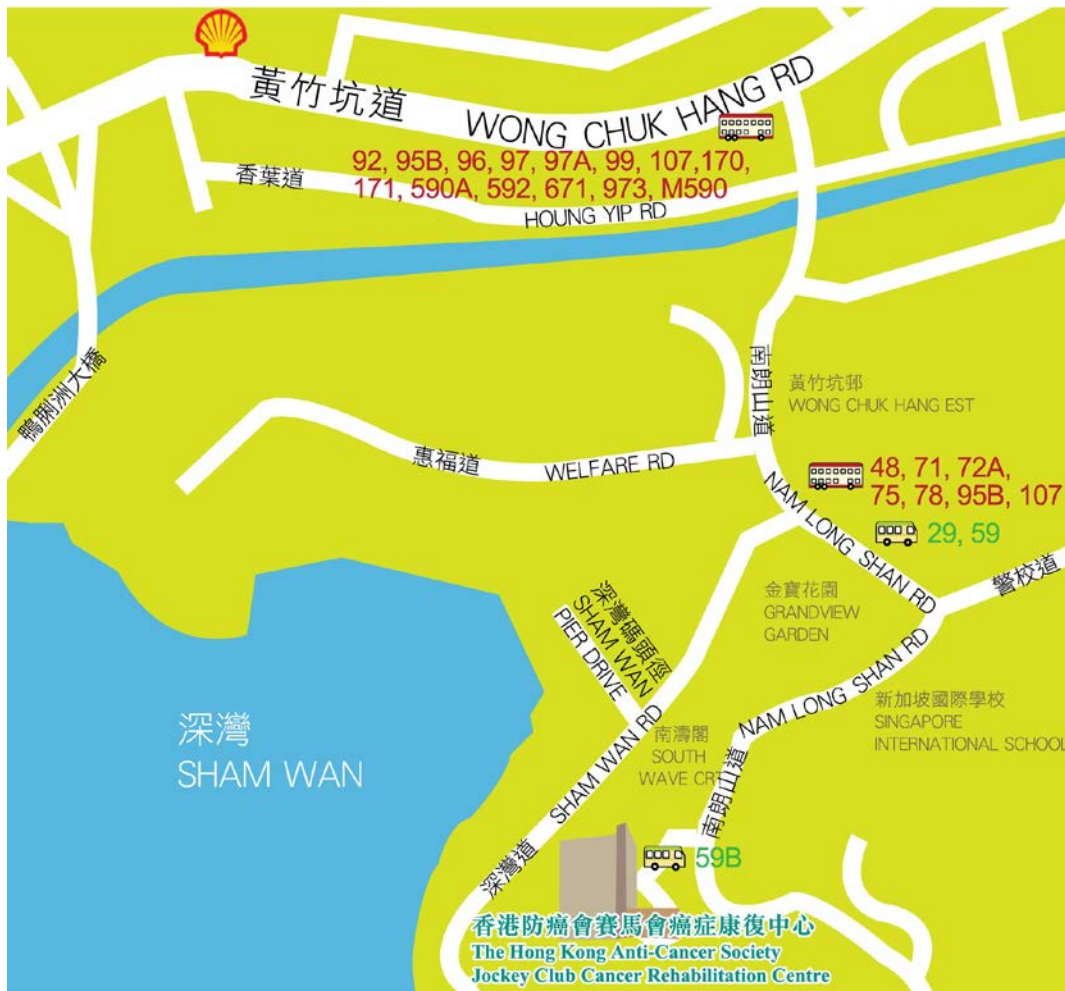 黃竹坑道 WONG CHUK HANG RD
92, 95B, 96, 97, 97A, 99, 107,170,
171, 590A, 592, 671, 973, M590
香葉道
HOUNG YIP RD
鴨脷洲大橋
南朗山道
黃竹坑邨
WONG CHUK HANG EST
惠福道 WELFARE RD
48, 71, 72A,
75, 78, 95B, 107
29, 59
NAM LONG SHAN RD
警校道
金寶花園
GRANDVIEW
GARDEN
深灣碼頭徑
SHAM WAN
PIER DRIVE
NAM LONG SHAN RD
新加坡國際學校
SINGAPORE
INTERNATIONAL SCHOOL
深灣
SHAM WAN
南濤閣
SOUTH
WAVE CRT
深灣道 SHAM WAN RD
南朗山道
59B
香港防癌會賽馬會癌症康復中心
The Hong Kong Anti-Cancer Society
Jockey Club Cancer Rehabilitation Centre